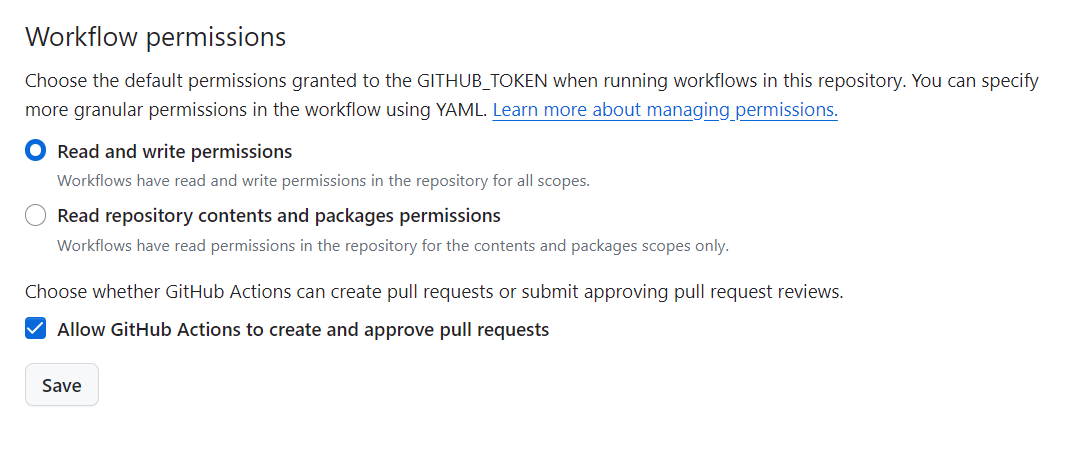 Workflow permissions
Choose the default permissions granted to the GITHUB_TOKEN when running workflows in this repository. You can specify
more granular permissions in the workflow using YAML. Learn more about managing permissions.
Read and write permissions
Workflows have read and write permissions in the repository for all scopes.
Read repository contents and packages permissions
Workflows have read permissions in the repository for the contents and packages scopes only.
Choose whether GitHub Actions can create pull requests or submit approving pull request reviews.
Allow GitHub Actions to create and approve pull requests
Save